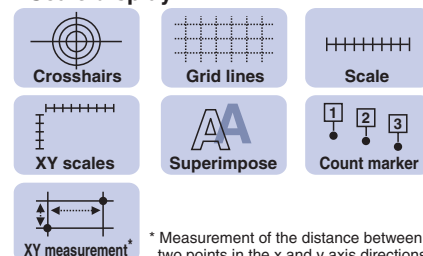 Crosshairs
Grid lines
Scale
XY scales
A A
Superimpose
1 2 3
Count marker
XY measurement*
* Measurement of the distance between
two points in the x and y axis directions